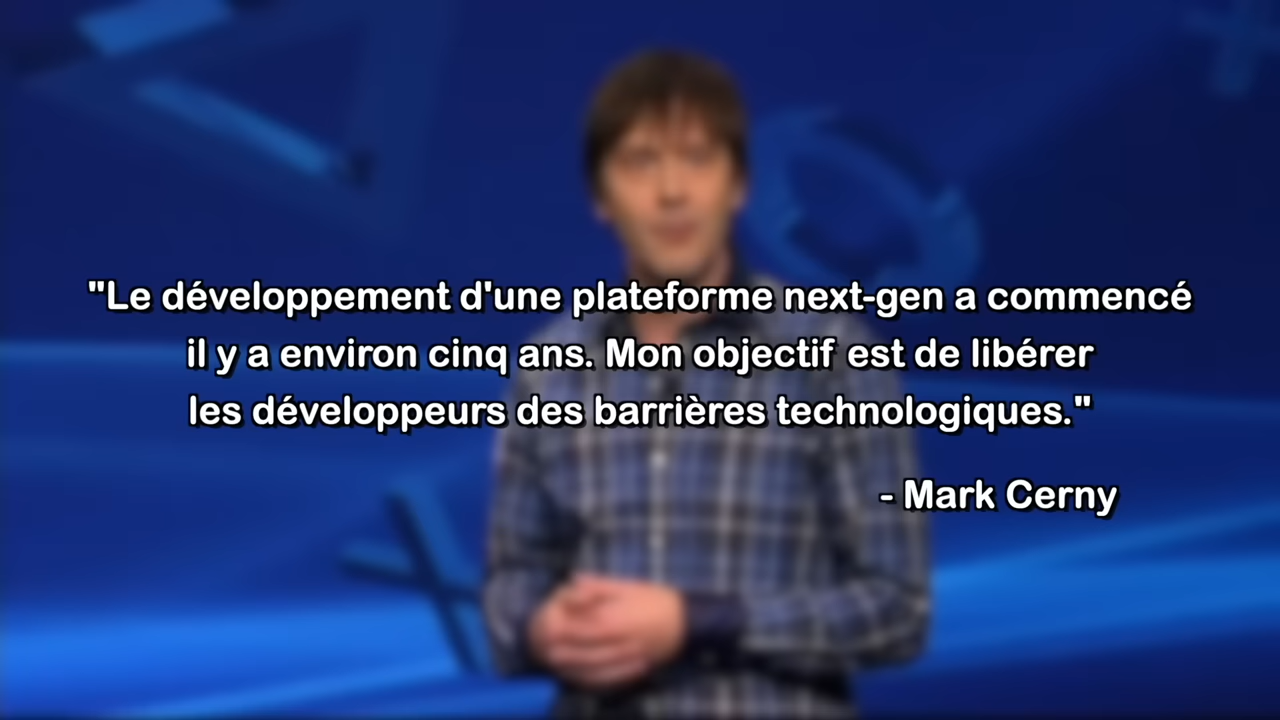 "Le développement d'une plateforme next-gen a commencé
il y a environ cinq ans. Mon objectif est de libérer
les développeurs des barrières technologiques."
- Mark Cerny